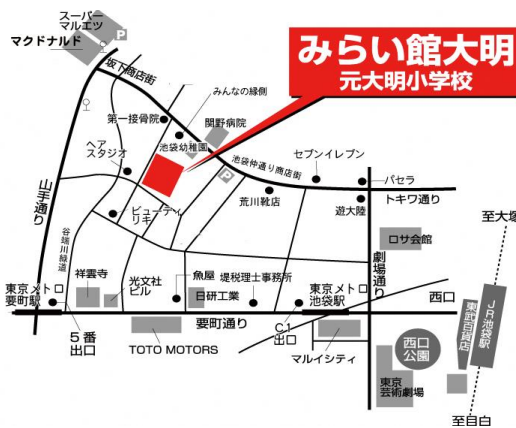 スーパー
マルエツ
P
マクドナルド
みらい館大明
元大明小学校
坂下商店街
みんなの縁側
第一接骨院
関野病院
池袋幼稚園
ヘア
スタジオ
池袋仲通り商店街
セブンイレブン
P
パセラ
荒川靴店
遊大陸
トキワ通り
山手通り
ビューティ
リキ
谷端川緑道
劇場通り
ロサ会館
至大塚
祥雲寺
光文社
ビル
魚屋
堤税理士事務所
日研工業
東京メトロ
要町駅
東京メトロ
池袋駅
西口
JR池袋駅
東武百貨店
5番
出口
要町通り
C1
出口
TOTO MOTORS
マルイシティ
西口
公園
東京
芸術劇場
至目白